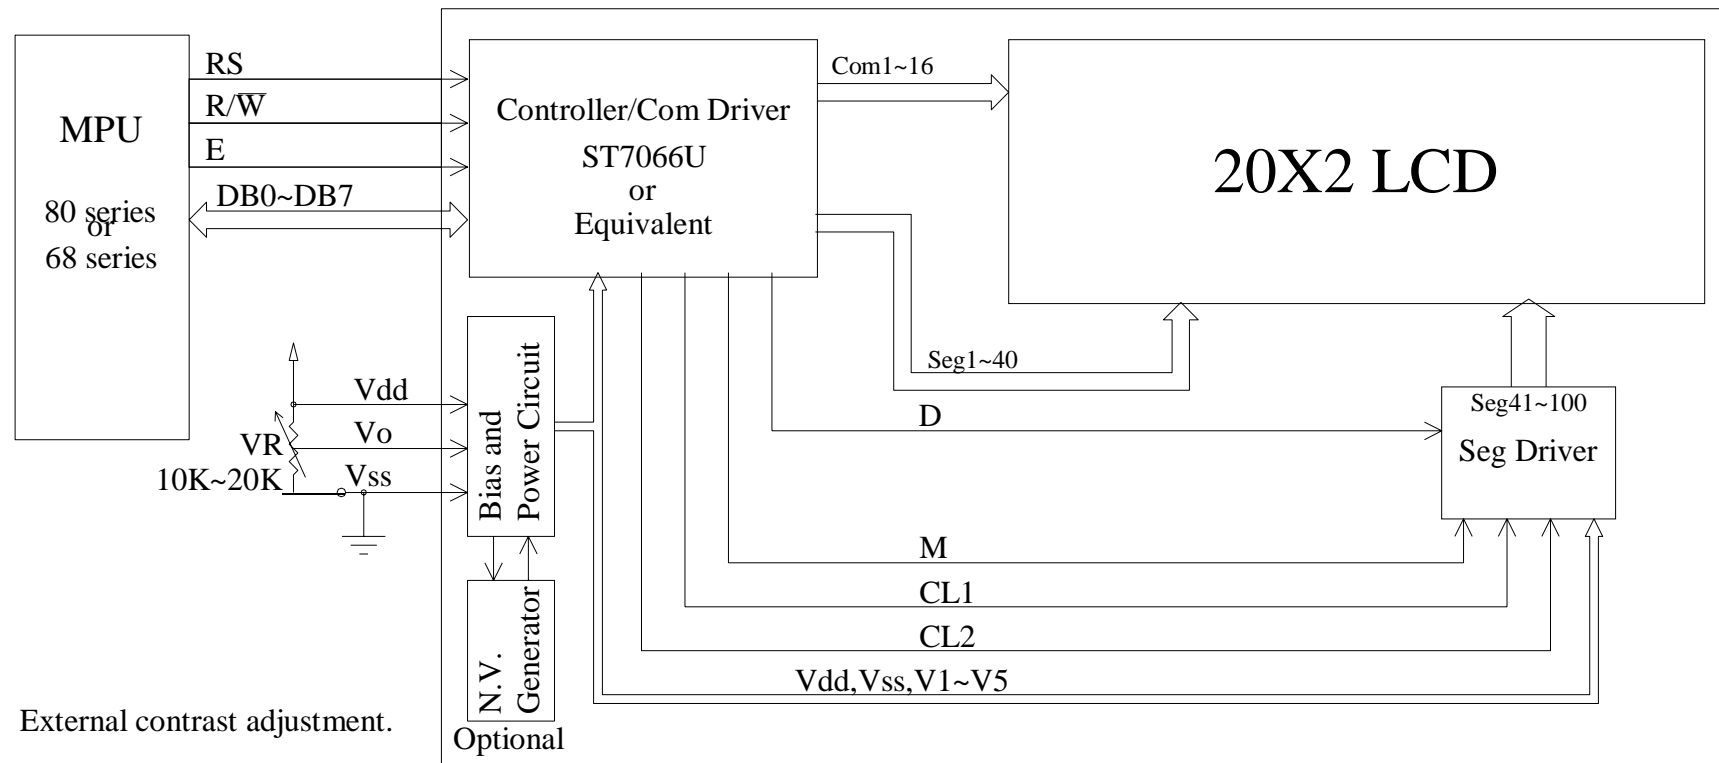 MPU
80 series
or
68 series
RS
R/W̅
E
DB0~DB7
Controller/Com Driver
ST7066U
or
Equivalent
Com1~16
20X2 LCD
Seg1~40
Seg41~100
Seg Driver
D
M
CL1
CL2
Vdd,Vss,V1~V5
Vdd
Vo
Vss
VR
10K~20K
Bias and
Power Circuit
N.V.
Generator
Optional
External contrast adjustment.